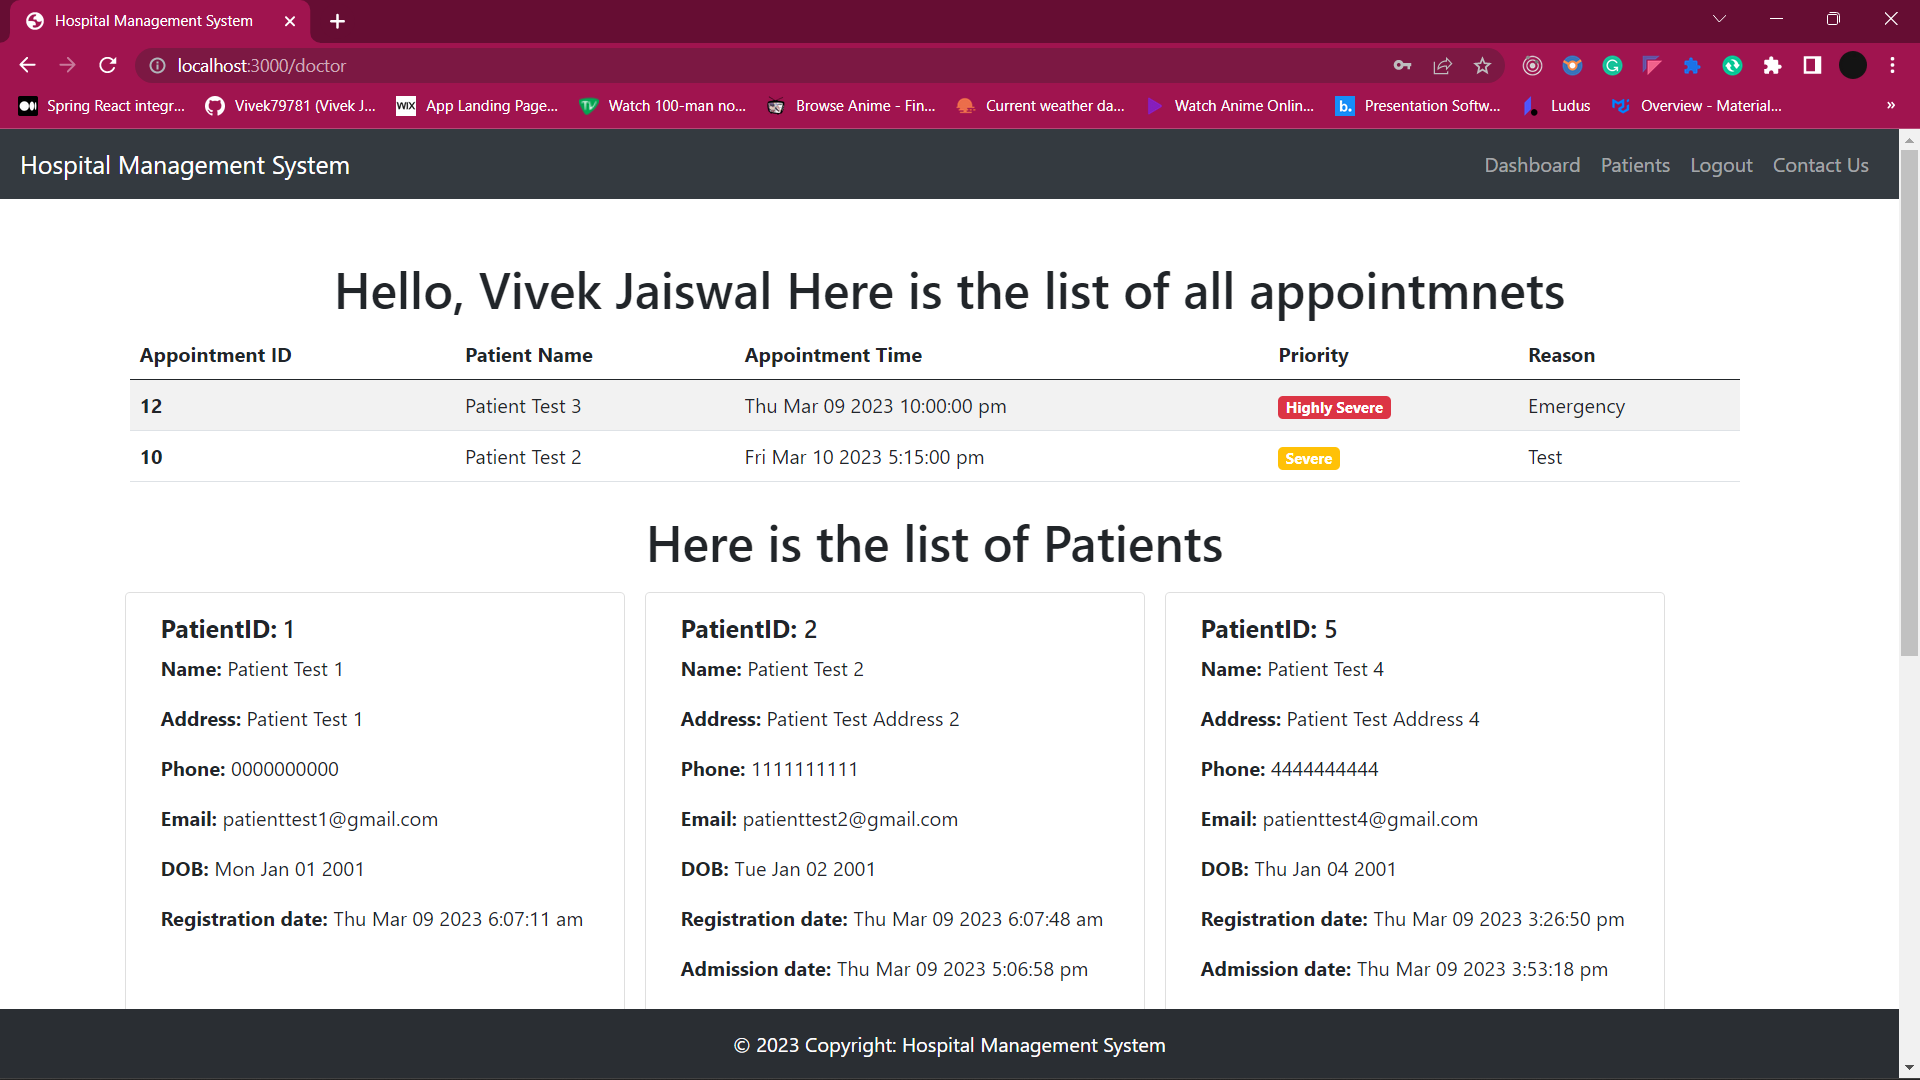 Hospital Management System
localhost:3000/doctor
Spring React integr... Vivek79781 (Vivek J... WIX App Landing Page... TV Watch 100-man no... Browse Anime - Fin... Current weather da... Watch Anime Onlin... b. Presentation Softw... Ludus Overview - Material... »
Hospital Management System Dashboard Patients Logout Contact Us
Hello, Vivek Jaiswal Here is the list of all appointmnets
Appointment ID Patient Name Appointment Time Priority Reason
12 Patient Test 3 Thu Mar 09 2023 10:00:00 pm Highly Severe Emergency
10 Patient Test 2 Fri Mar 10 2023 5:15:00 pm Severe Test
Here is the list of Patients
PatientID: 1
Name: Patient Test 1
Address: Patient Test 1
Phone: 0000000000
Email: patienttest1@gmail.com
DOB: Mon Jan 01 2001
Registration date: Thu Mar 09 2023 6:07:11 am
PatientID: 2
Name: Patient Test 2
Address: Patient Test Address 2
Phone: 1111111111
Email: patienttest2@gmail.com
DOB: Tue Jan 02 2001
Registration date: Thu Mar 09 2023 6:07:48 am
Admission date: Thu Mar 09 2023 5:06:58 pm
PatientID: 5
Name: Patient Test 4
Address: Patient Test Address 4
Phone: 4444444444
Email: patienttest4@gmail.com
DOB: Thu Jan 04 2001
Registration date: Thu Mar 09 2023 3:26:50 pm
Admission date: Thu Mar 09 2023 3:53:18 pm
© 2023 Copyright: Hospital Management System